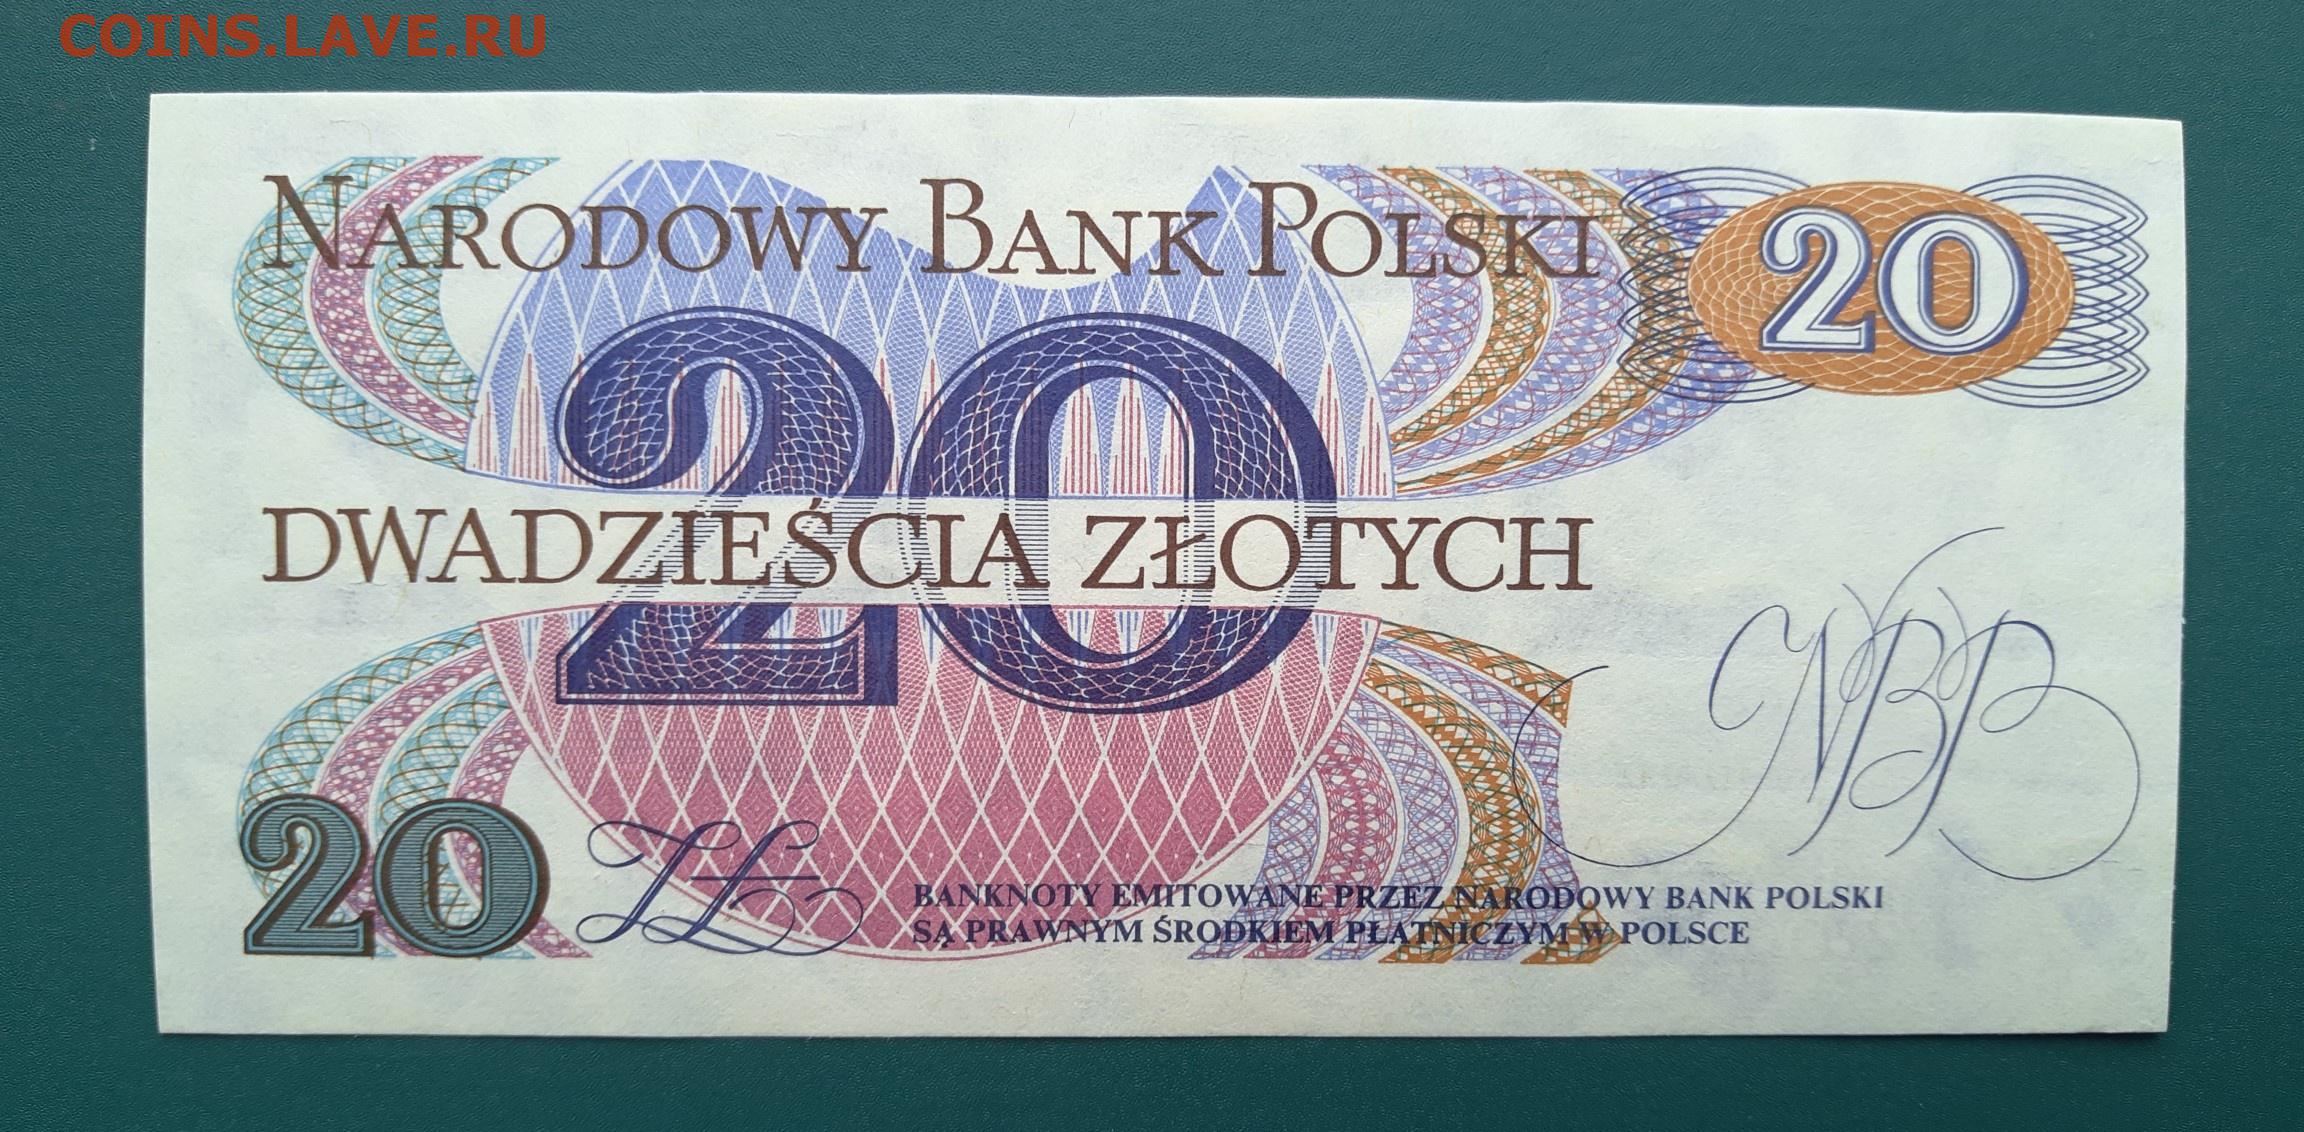 COINS.LAVE.RU
NARODOWY BANK POLSKI
20
20
DWADZIEŚCIA ZŁOTYCH
NBP
20 Zł
BANKNOTY EMITOWANE PRZEZ NARODOWY BANK POLSKI
SĄ PRAWNYM ŚRODKIEM PŁATNICZYM W POLSCE